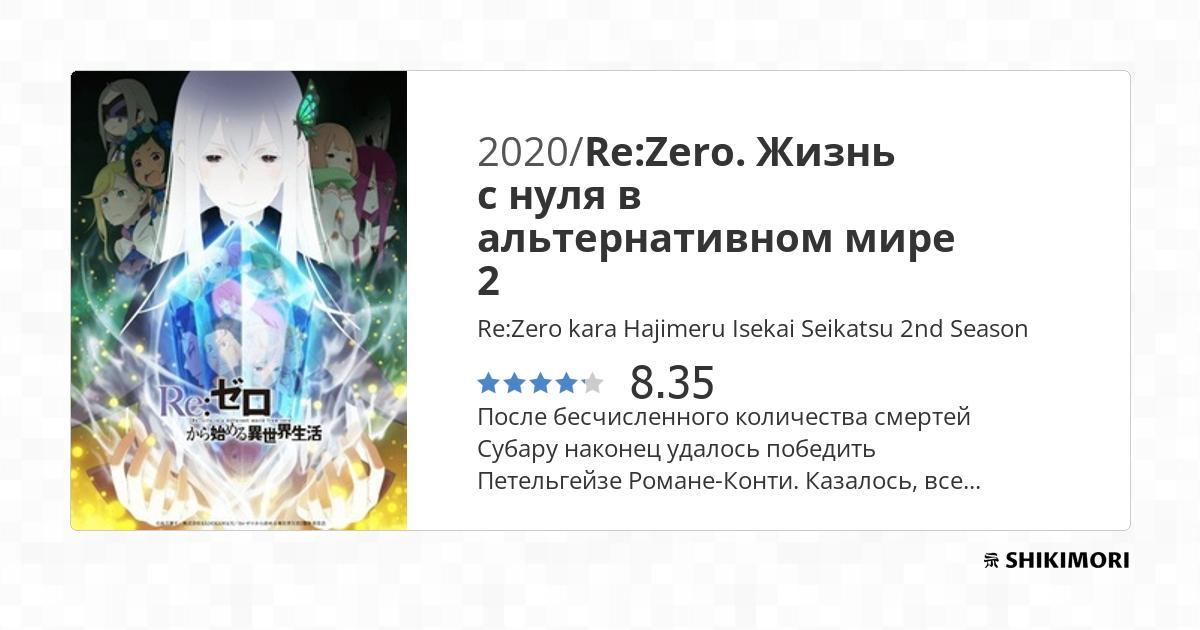 2020/Re:Zero. Жизнь
с нуля в
альтернативном мире
2
Re:Zero kara Hajimeru Isekai Seikatsu 2nd Season
8.35
После бесчисленного количества смертей
Субару наконец удалось победить
Петельгейзе Романе-Конти. Казалось, все...
Re:ゼロ
から始める異世界生活
SHIKIMORI